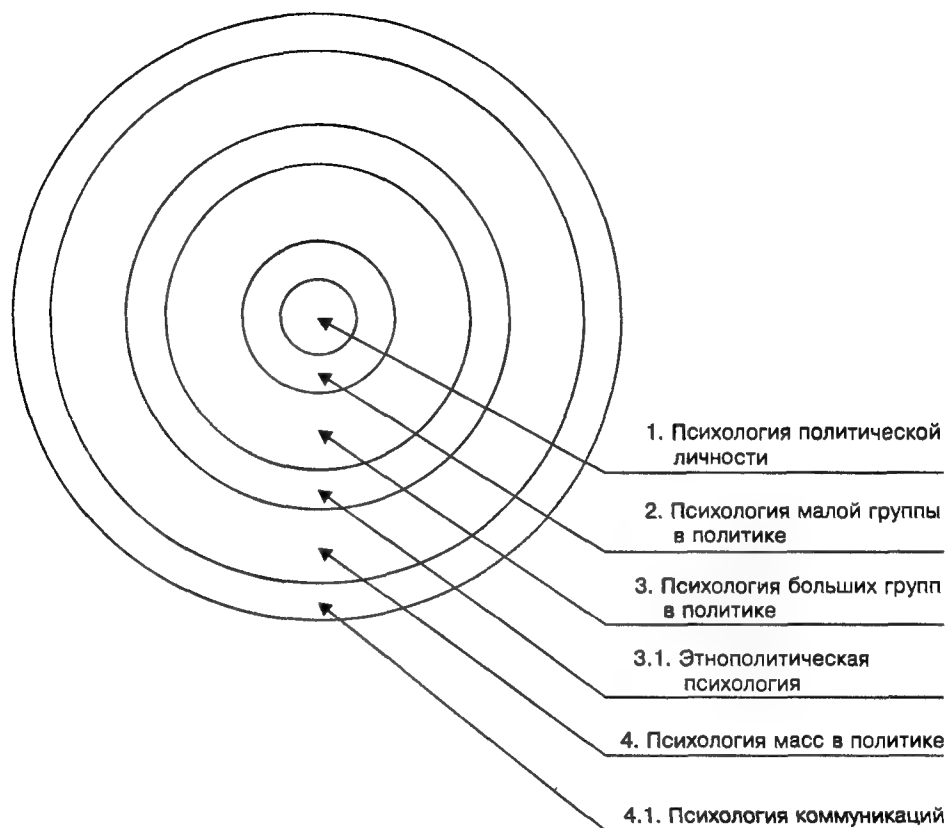 1. Психология политической
личности
2. Психология малой группы
в политике
3. Психология больших групп
в политике
3.1. Этнополитическая
психология
4. Психология масс в политике
4.1. Психология коммуникаций